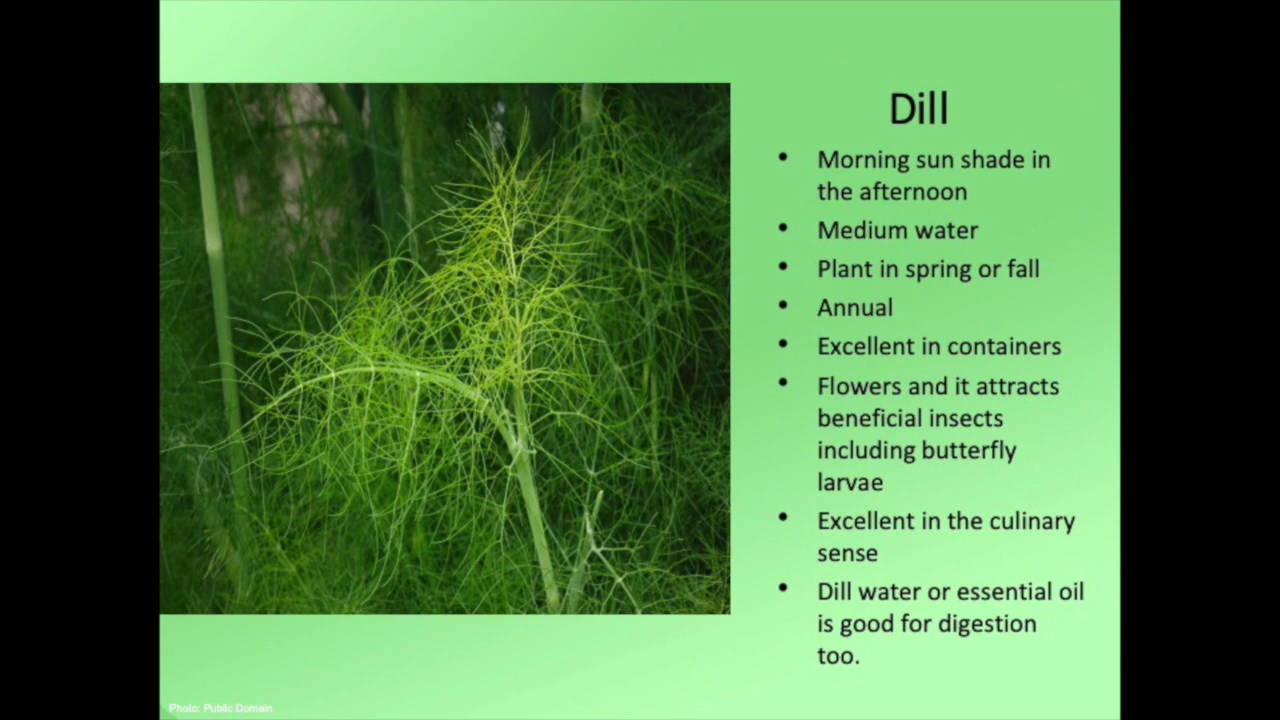 Dill
• Morning sun shade in
the afternoon
• Medium water
• Plant in spring or fall
• Annual
• Excellent in containers
• Flowers and it attracts
beneficial insects
including butterfly
larvae
• Excellent in the culinary
sense
• Dill water or essential oil
is good for digestion
too.
Photo: Public Domain